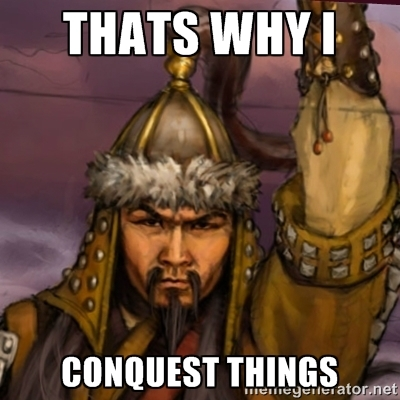 THATS WHY I
CONQUEST THINGS
memegenerator.net